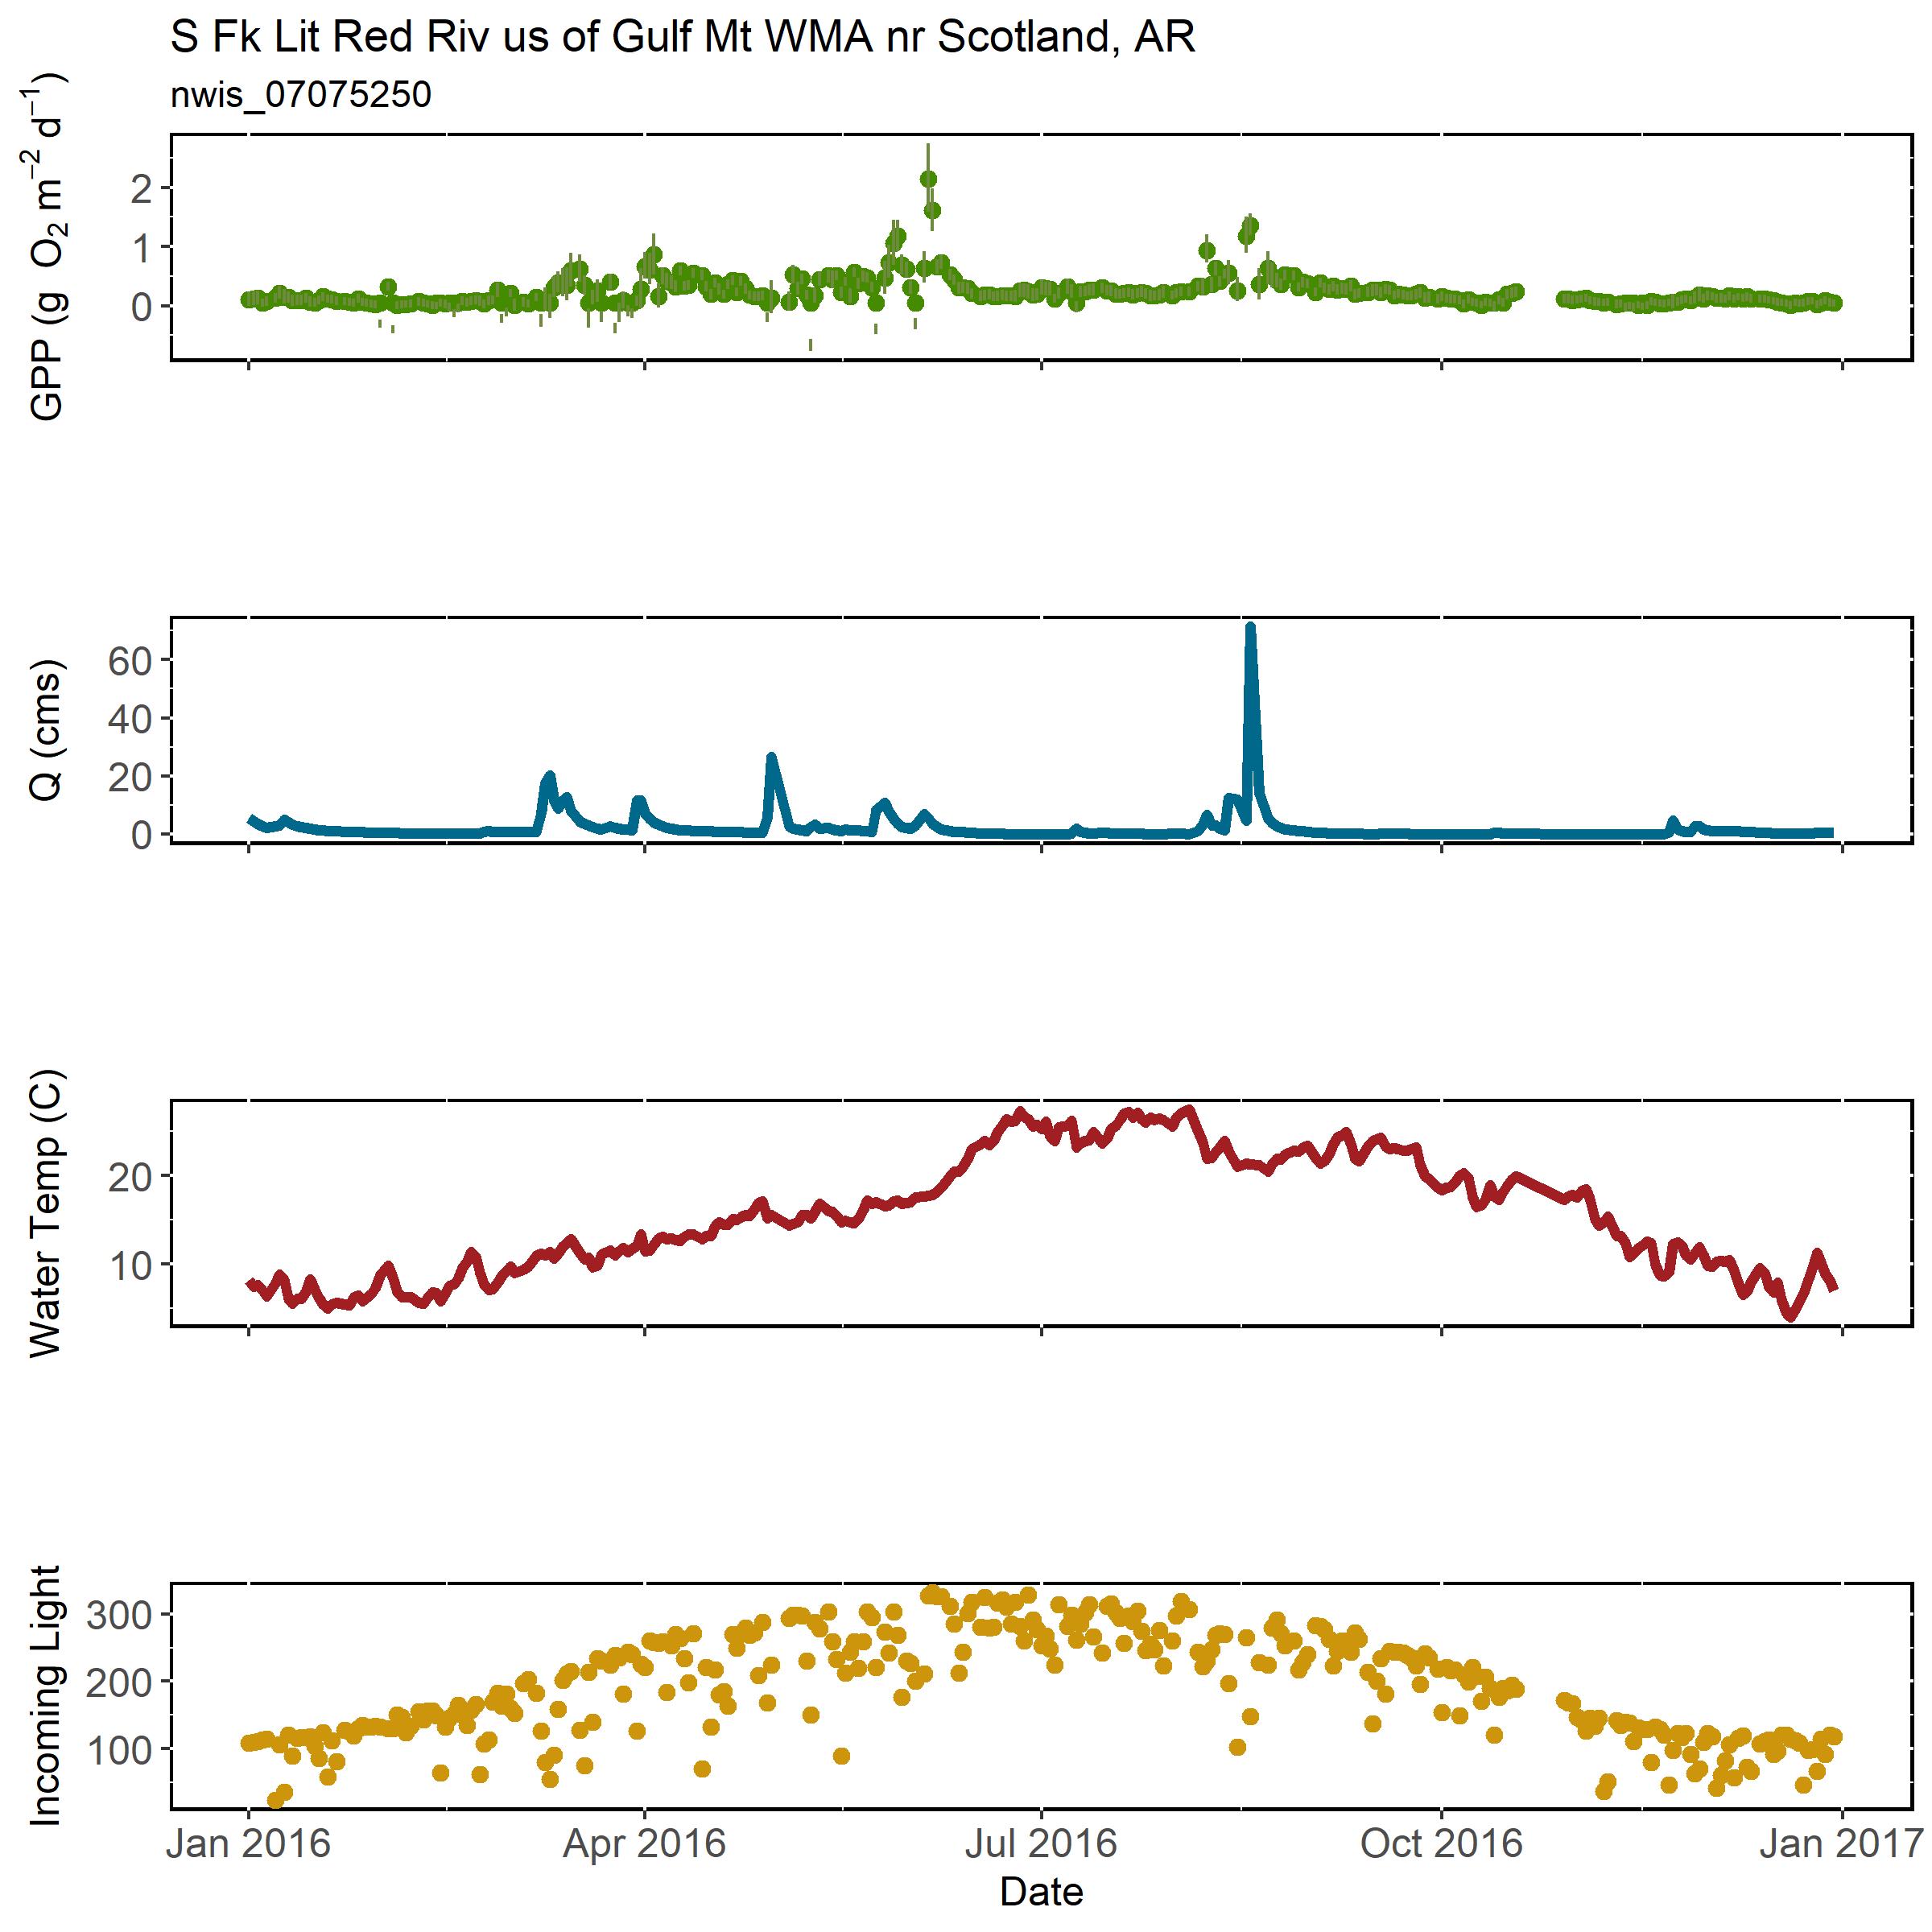 S Fk Lit Red Riv us of Gulf Mt WMA nr Scotland, AR
nwis_07075250
GPP (g O₂ m⁻² d⁻¹)
2
1
0
Q (cms)
60
40
20
0
Water Temp (C)
20
10
Incoming Light
300
200
100
Jan 2016 Apr 2016 Jul 2016 Oct 2016 Jan 2017
Date